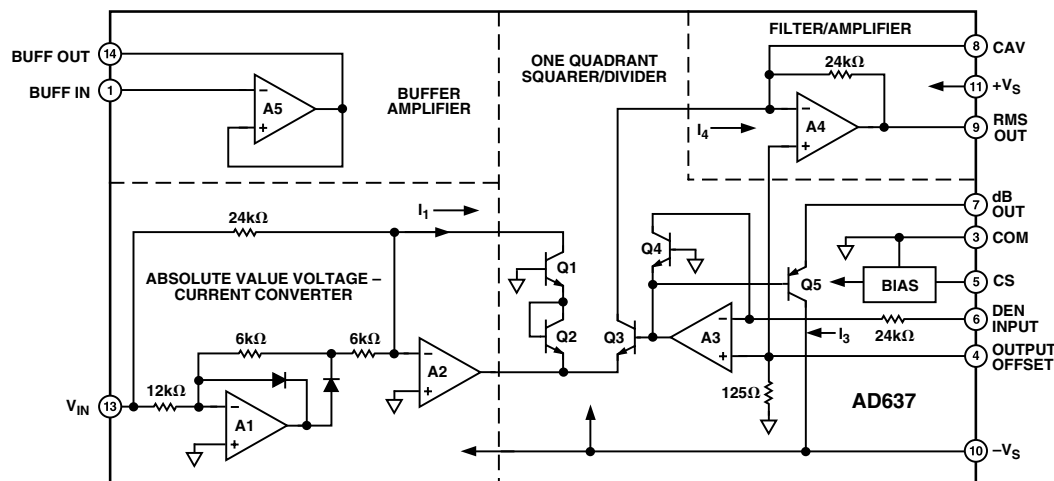 FILTER/AMPLIFIER
BUFF OUT 14
BUFF IN 1
A5
−
+
BUFFER
AMPLIFIER
ONE QUADRANT
SQUARER/DIVIDER
24kΩ
I4
A4
−
+
8 CAV
11 +VS
9 RMS
OUT
7 dB
OUT
3 COM
5 CS
6 DEN
INPUT
4 OUTPUT
OFFSET
10 −VS
I1
24kΩ
ABSOLUTE VALUE VOLTAGE –
CURRENT CONVERTER
6kΩ
6kΩ
12kΩ
VIN 13
A1
−
+
A2
−
+
Q1
Q2
Q3
Q4
A3
−
+
Q5
BIAS
I3
24kΩ
125Ω
AD637